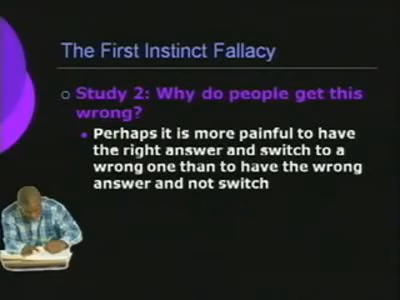 The First Instinct Fallacy
Study 2: Why do people get this
wrong?
Perhaps it is more painful to have
the right answer and switch to a
wrong one than to have the wrong
answer and not switch